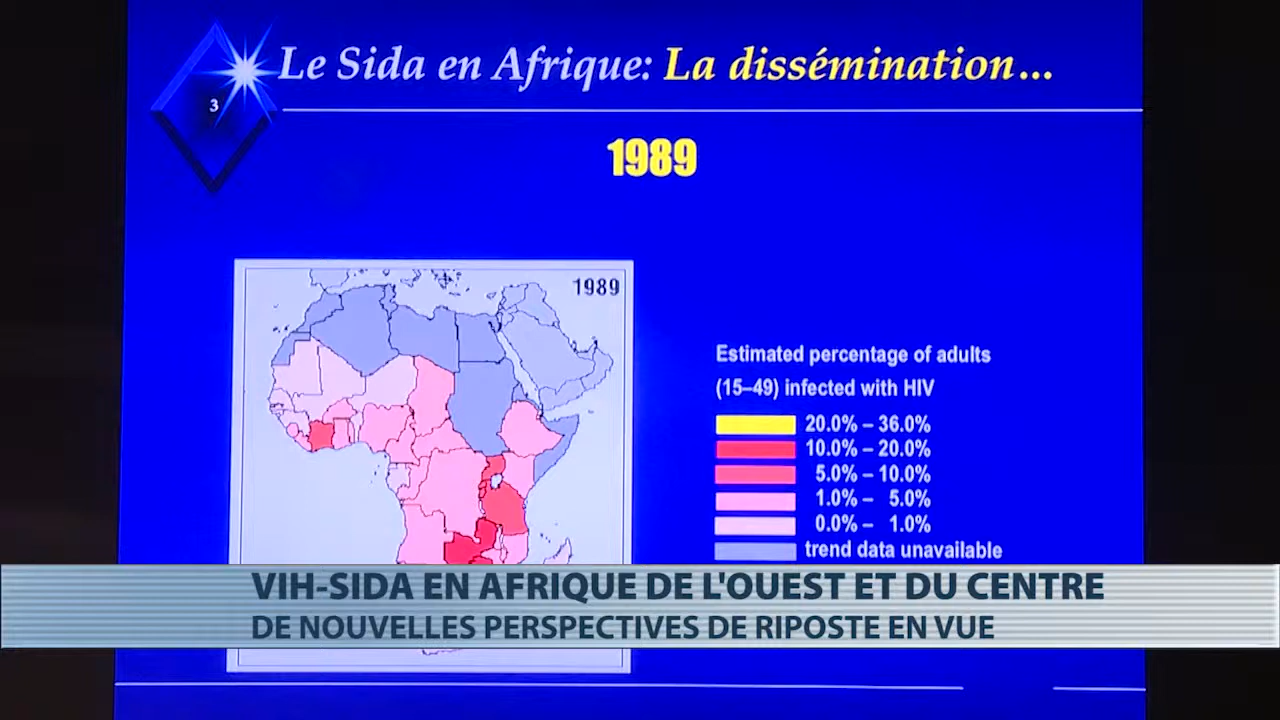 Le Sida en Afrique: La dissémination...
3
1989
1989
Estimated percentage of adults
(15–49) infected with HIV
20.0% – 36.0%
10.0% – 20.0%
5.0% – 10.0%
1.0% – 5.0%
0.0% – 1.0%
trend data unavailable
VIH-SIDA EN AFRIQUE DE L'OUEST ET DU CENTRE
DE NOUVELLES PERSPECTIVES DE RIPOSTE EN VUE